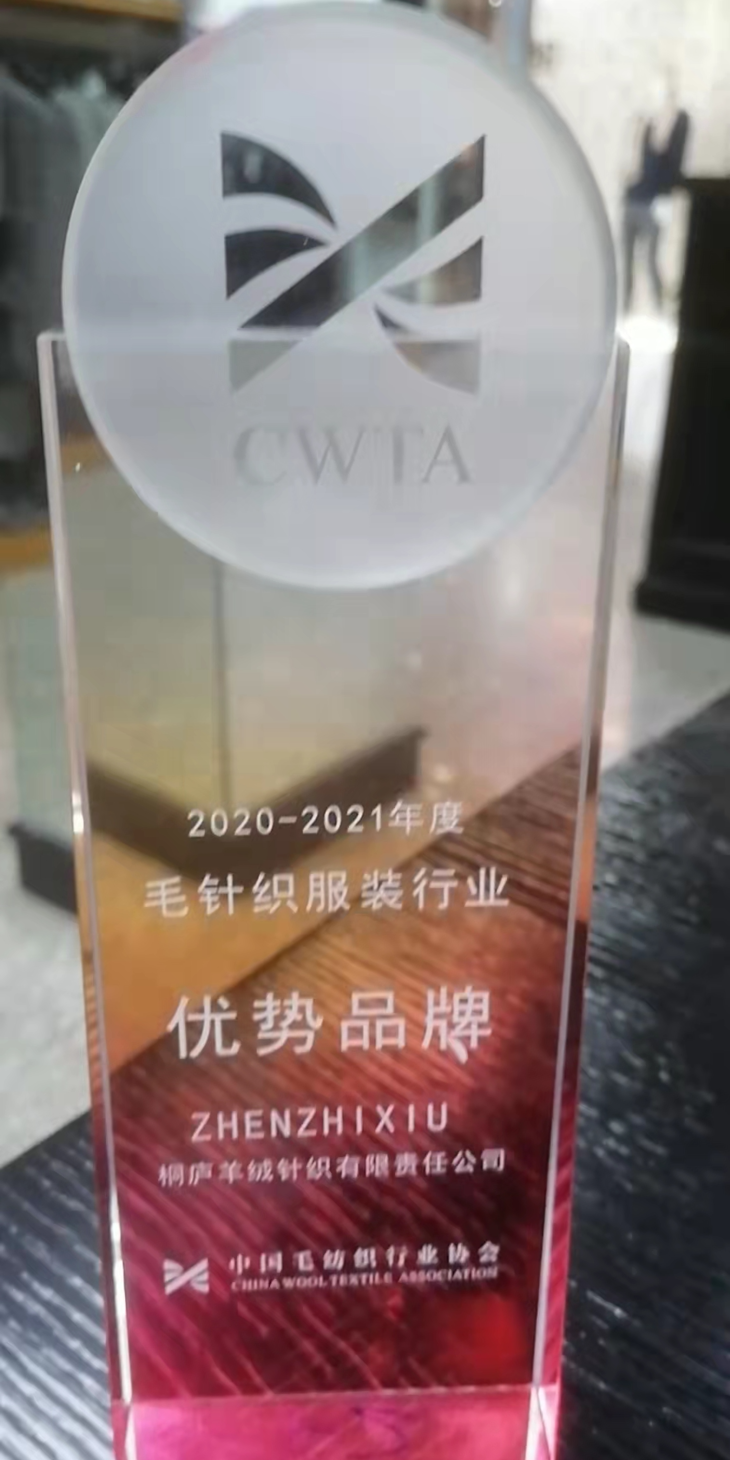 CWTA
2020-2021年度
毛针织服装行业
优势品牌
ZHENZHIXIU
桐庐羊绒针织有限责任公司
中国毛纺织行业协会
CHINA WOOL TEXTILE ASSOCIATION